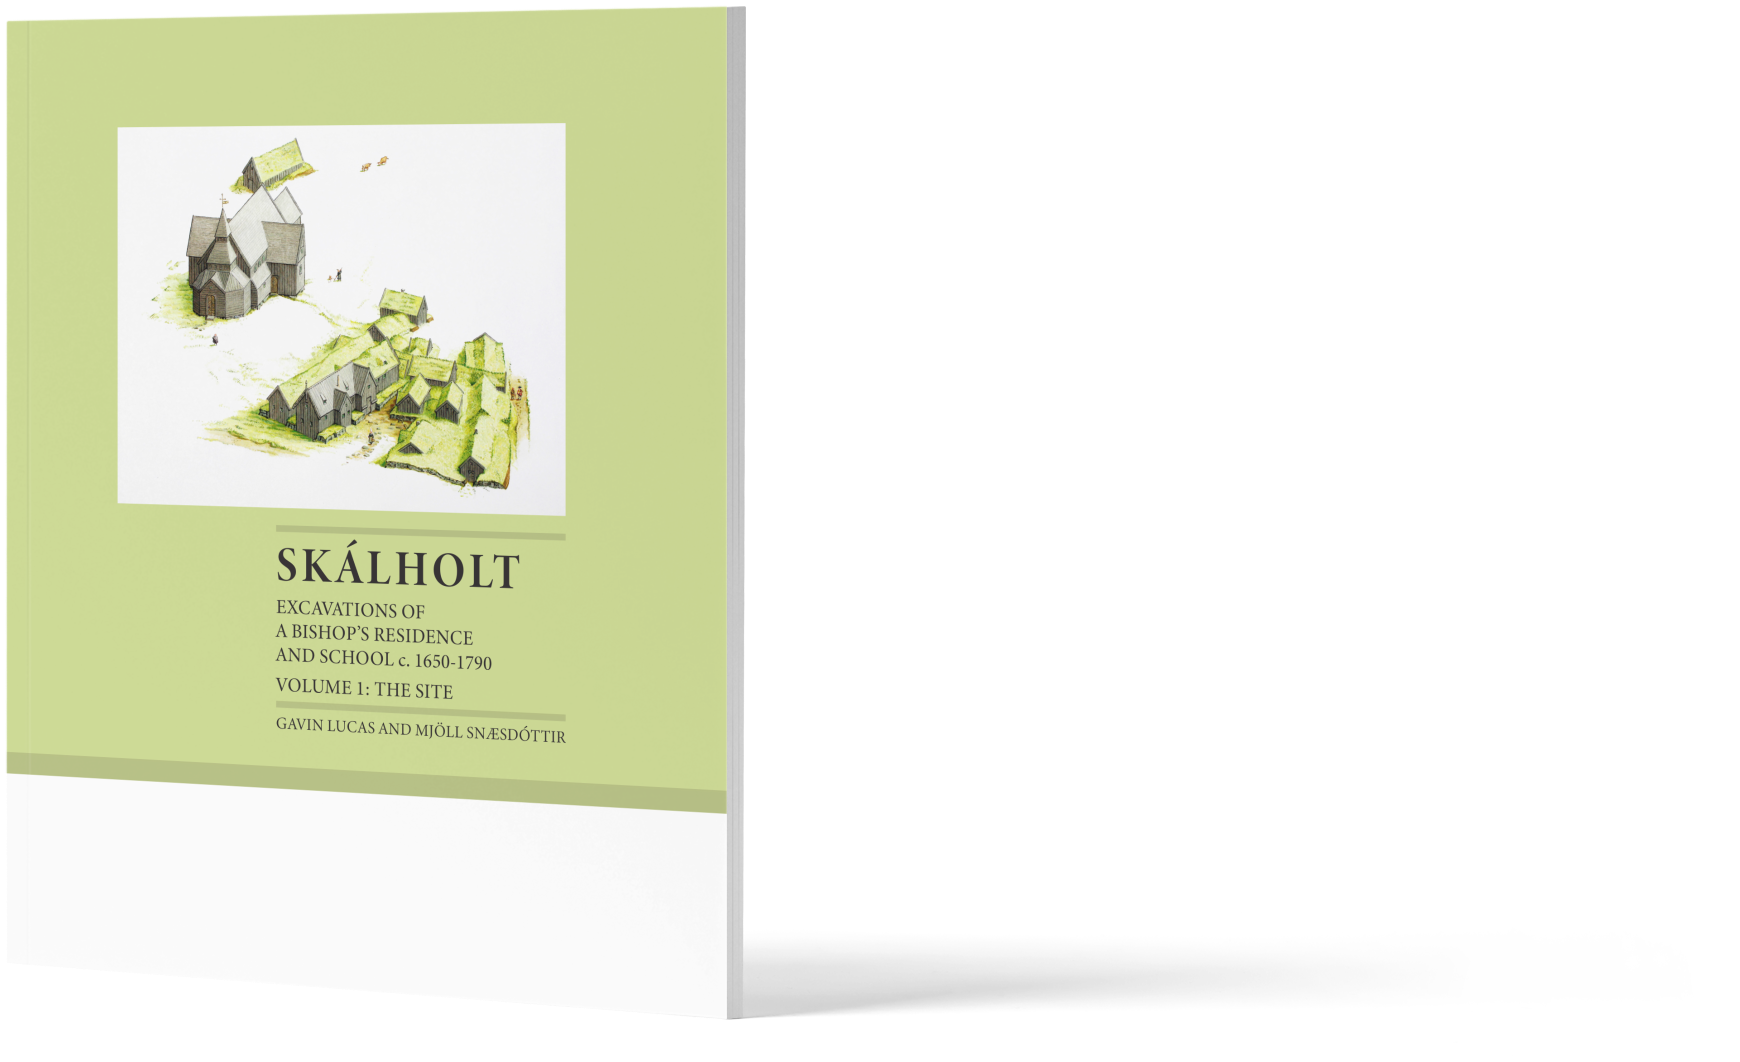 SKÁLHOLT
EXCAVATIONS OF
A BISHOP'S RESIDENCE
AND SCHOOL c. 1650-1790
VOLUME 1: THE SITE
GAVIN LUCAS AND MJÖLL SNÆSDÓTTIR